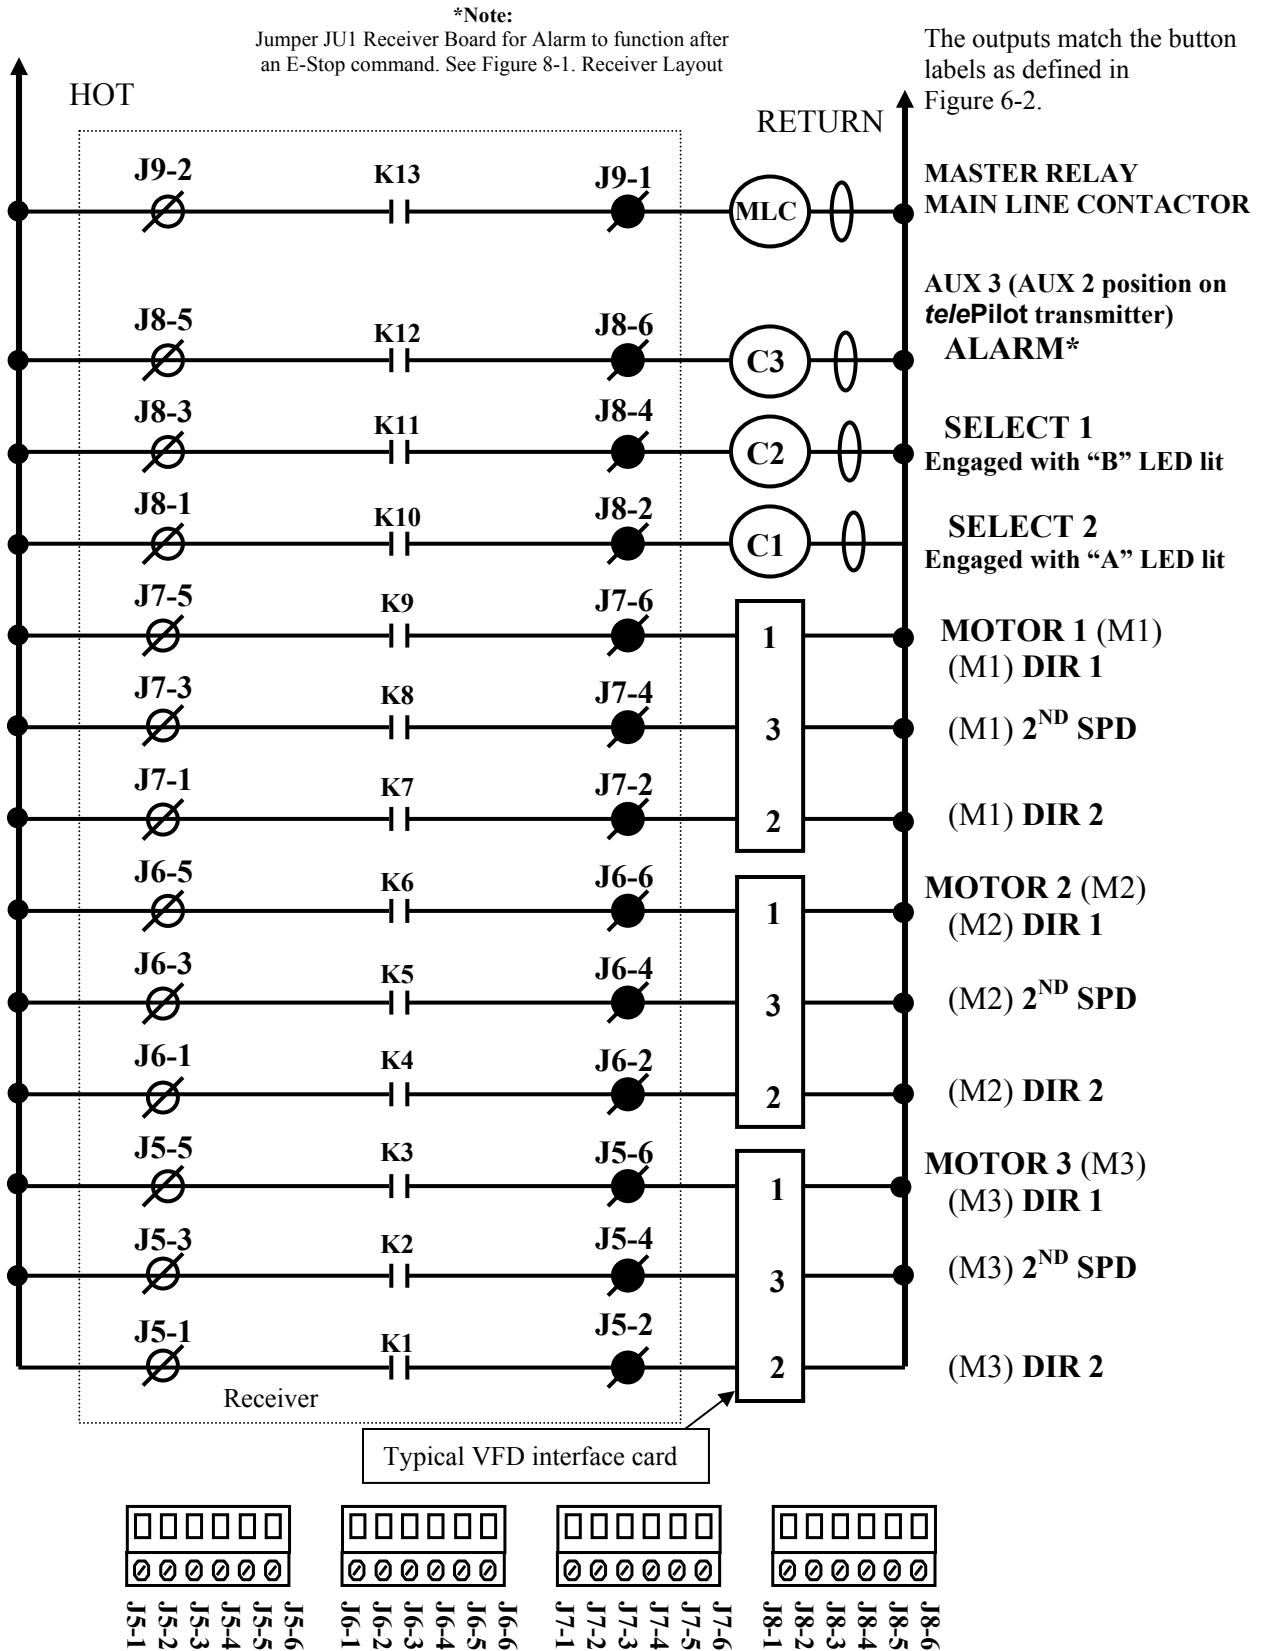 *Note:
Jumper JU1 Receiver Board for Alarm to function after
an E-Stop command. See Figure 8-1. Receiver Layout
The outputs match the button
labels as defined in
Figure 6-2.
HOT
RETURN
J9-2 K13 J9-1
MLC
MASTER RELAY
MAIN LINE CONTACTOR
AUX 3 (AUX 2 position on
telePilot transmitter)
ALARM*
J8-5 K12 J8-6
C3
J8-3 K11 J8-4
C2
SELECT 1
Engaged with “B” LED lit
J8-1 K10 J8-2
C1
SELECT 2
Engaged with “A” LED lit
J7-5 K9 J7-6
1
MOTOR 1 (M1)
(M1) DIR 1
J7-3 K8 J7-4
3
(M1) 2ND SPD
J7-1 K7 J7-2
2
(M1) DIR 2
J6-5 K6 J6-6
1
MOTOR 2 (M2)
(M2) DIR 1
J6-3 K5 J6-4
3
(M2) 2ND SPD
J6-1 K4 J6-2
2
(M2) DIR 2
J5-5 K3 J5-6
1
MOTOR 3 (M3)
(M3) DIR 1
J5-3 K2 J5-4
3
(M3) 2ND SPD
J5-1 K1 J5-2
2
(M3) DIR 2
Receiver
Typical VFD interface card
J5-1
J5-2
J5-3
J5-4
J5-5
J5-6
J6-1
J6-2
J6-3
J6-4
J6-5
J6-6
J7-1
J7-2
J7-3
J7-4
J7-5
J7-6
J8-1
J8-2
J8-3
J8-4
J8-5
J8-6